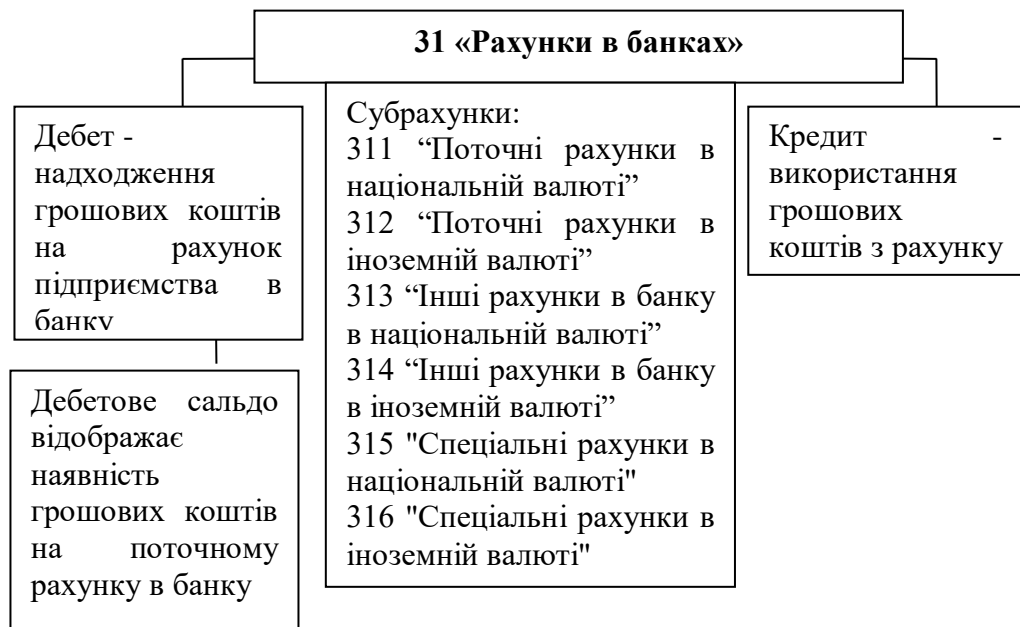 31 «Рахунки в банках»
Дебет -
надходження
грошових коштів
на рахунок
підприємства в
банку
Дебетове сальдо
відображає
наявність
грошових коштів
на поточному
рахунку в банку
Субрахунки:
311 “Поточні рахунки в
національній валюті”
312 “Поточні рахунки в
іноземній валюті”
313 “Інші рахунки в банку
в національній валюті”
314 “Інші рахунки в банку
в іноземній валюті”
315 "Спеціальні рахунки в
національній валюті"
316 "Спеціальні рахунки в
іноземній валюті"
Кредит -
використання
грошових
коштів з рахунку